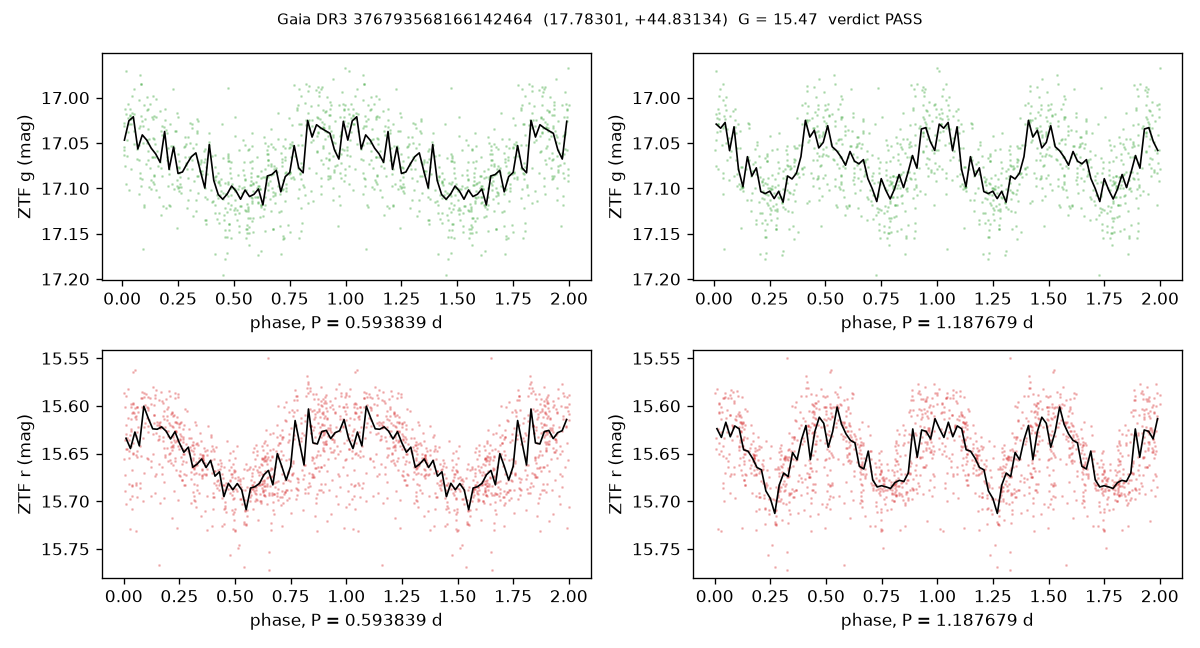 Gaia DR3 376793568166142464  (17.78301, +44.83134)  G = 15.47  verdict PASS
ZTF g (mag)
17.00
17.05
17.10
17.15
17.20
0.00 0.25 0.50 0.75 1.00 1.25 1.50 1.75 2.00
phase, P = 0.593839 d
ZTF g (mag)
17.00
17.05
17.10
17.15
17.20
0.00 0.25 0.50 0.75 1.00 1.25 1.50 1.75 2.00
phase, P = 1.187679 d
ZTF r (mag)
15.55
15.60
15.65
15.70
15.75
0.00 0.25 0.50 0.75 1.00 1.25 1.50 1.75 2.00
phase, P = 0.593839 d
ZTF r (mag)
15.55
15.60
15.65
15.70
15.75
0.00 0.25 0.50 0.75 1.00 1.25 1.50 1.75 2.00
phase, P = 1.187679 d